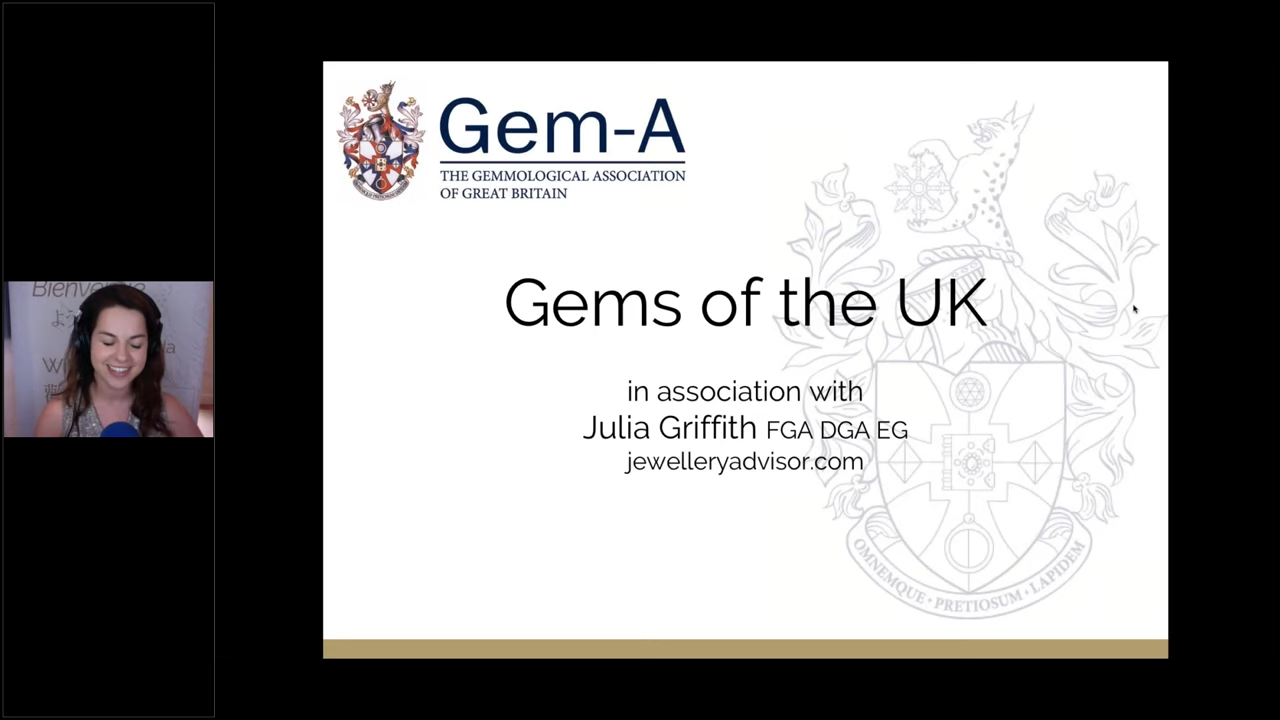 Bienvenue
Gem-A
THE GEMMOLOGICAL ASSOCIATION
OF GREAT BRITAIN
Gems of the UK
in association with
Julia Griffith FGA DGA EG
jewelleryadvisor.com
OMNEMQUE • PRETIOSUM • LAPIDEM